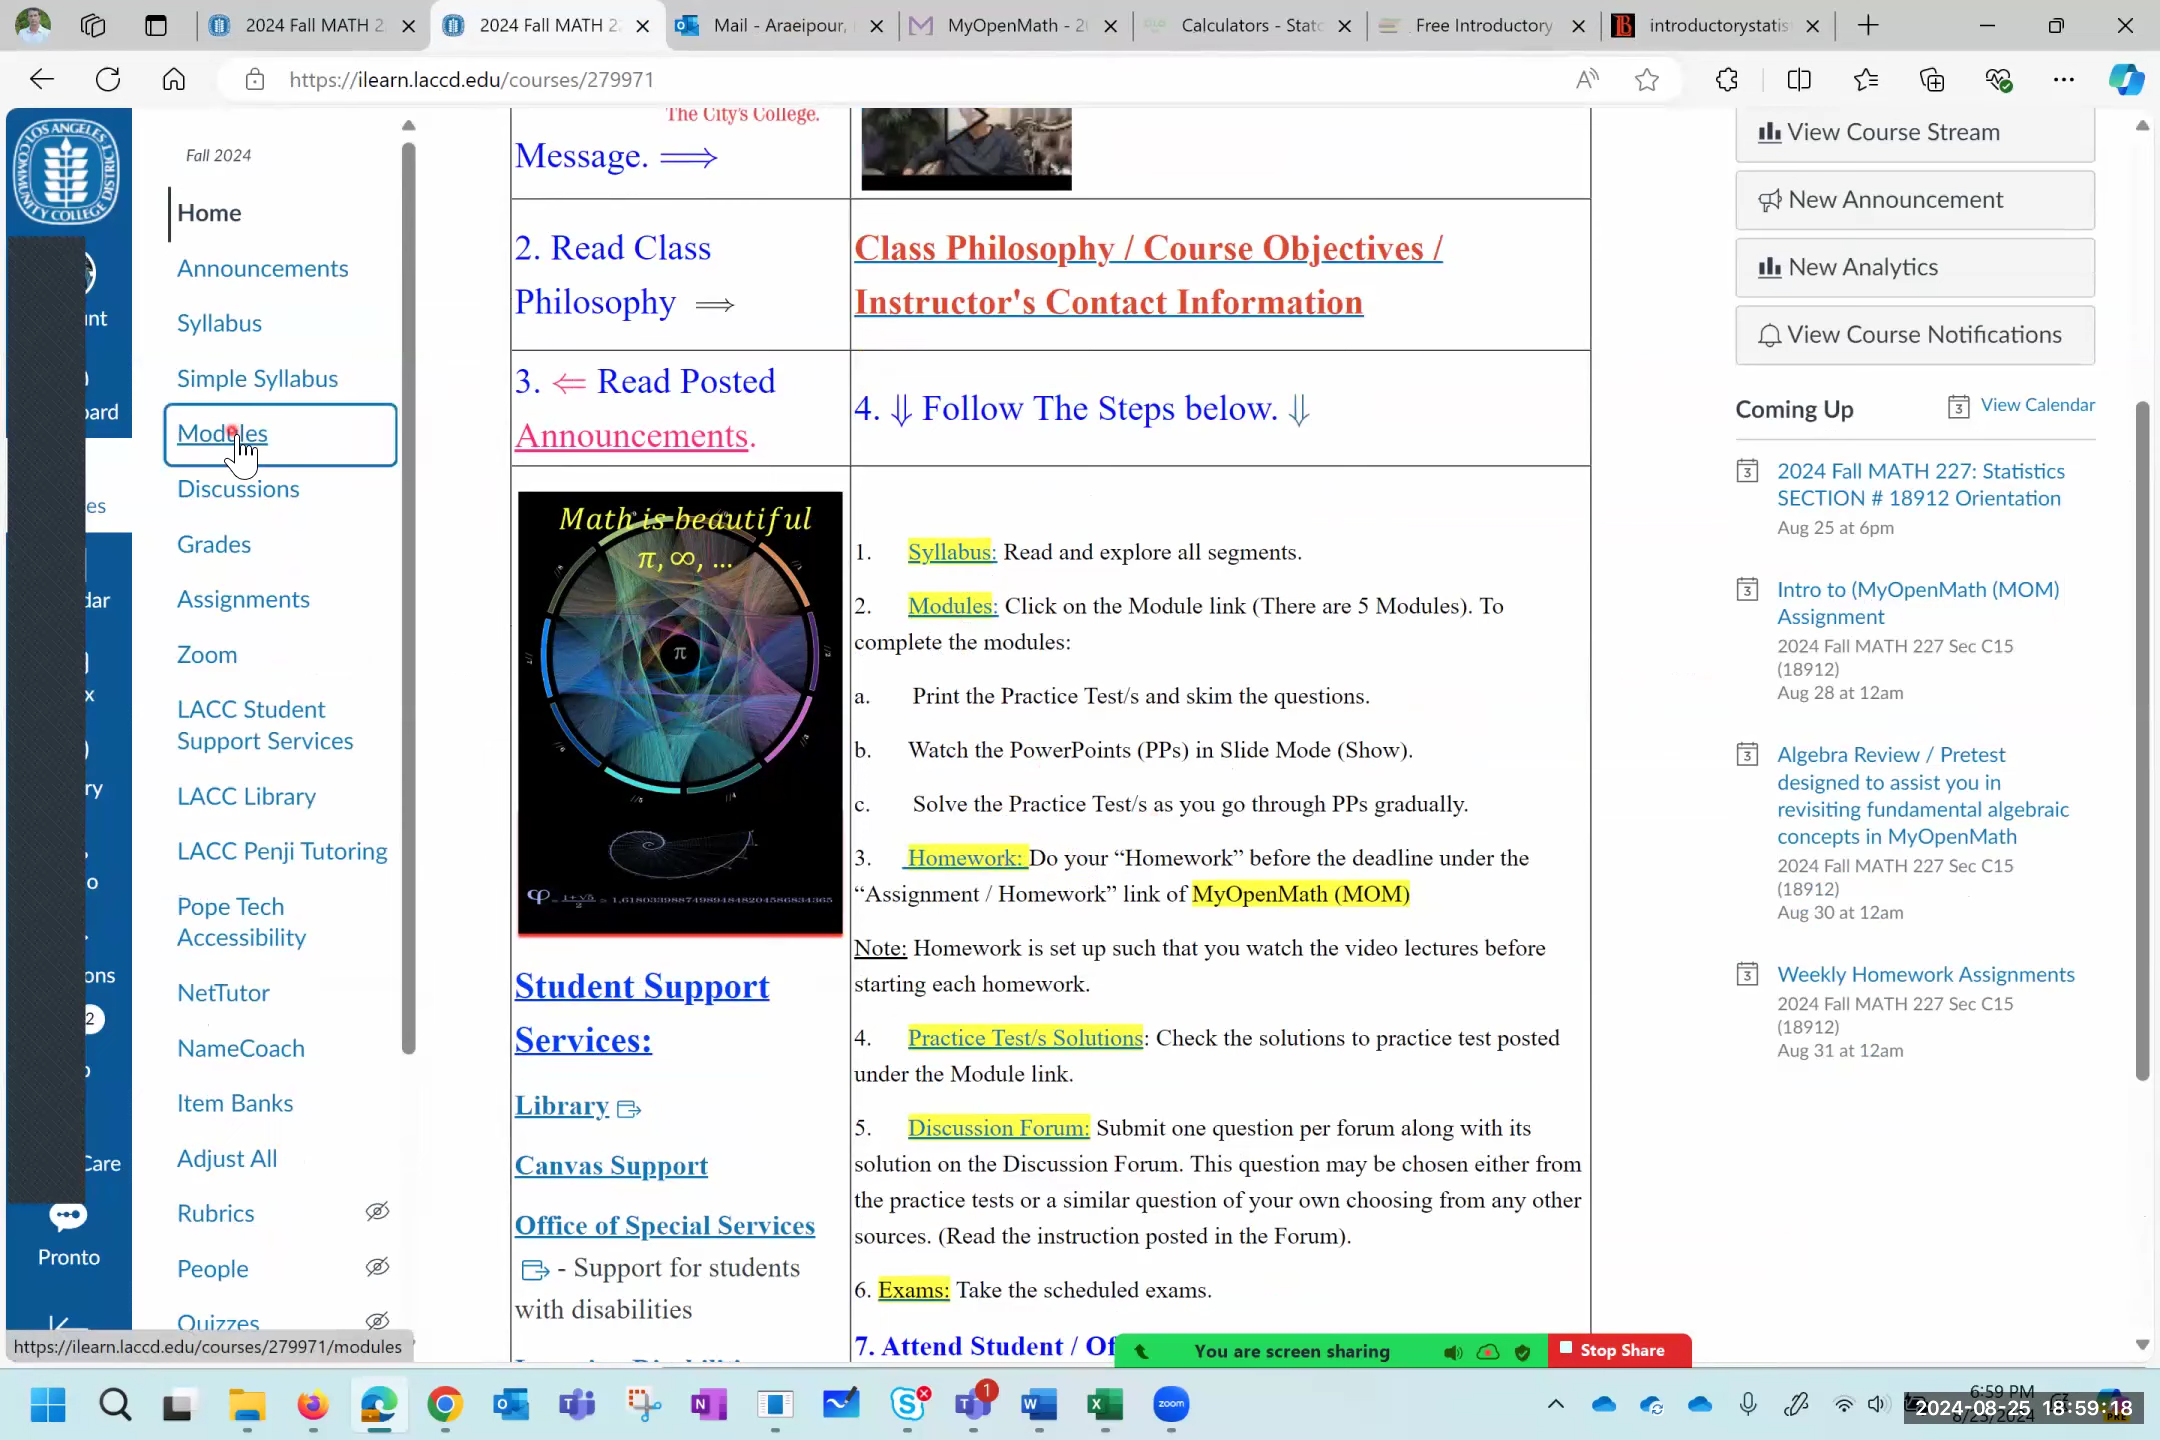 2024 Fall MATH 2
2024 Fall MATH 2
Mail - Araeipour,
MyOpenMath - 2
Calculators - Stat
Free Introductory
introductorystatis
https://ilearn.laccd.edu/courses/279971
LOS ANGELES
COMMUNITY COLLEGE DISTRICT
Fall 2024
Home
Announcements
Syllabus
Simple Syllabus
Modules
Discussions
Grades
Assignments
Zoom
LACC Student
Support Services
LACC Library
LACC Penji Tutoring
Pope Tech
Accessibility
NetTutor
NameCoach
Item Banks
Adjust All
Rubrics
People
Quizzes
Pronto
https://ilearn.laccd.edu/courses/279971/modules
The City's College.
Message. ⟹
2. Read Class
Philosophy ⟹
Class Philosophy / Course Objectives /
Instructor's Contact Information
3. ⇐ Read Posted
Announcements.
4. ⇓ Follow The Steps below. ⇓
Math is beautiful
π, ∞, ...
π
Student Support
Services:
Library
Canvas Support
Office of Special Services
- Support for students
with disabilities
1. Syllabus: Read and explore all segments.
2. Modules: Click on the Module link (There are 5 Modules). To
complete the modules:
a. Print the Practice Test/s and skim the questions.
b. Watch the PowerPoints (PPs) in Slide Mode (Show).
c. Solve the Practice Test/s as you go through PPs gradually.
3. Homework: Do your “Homework” before the deadline under the
“Assignment / Homework” link of MyOpenMath (MOM)
Note: Homework is set up such that you watch the video lectures before
starting each homework.
4. Practice Test/s Solutions: Check the solutions to practice test posted
under the Module link.
5. Discussion Forum: Submit one question per forum along with its
solution on the Discussion Forum. This question may be chosen either from
the practice tests or a similar question of your own choosing from any other
sources. (Read the instruction posted in the Forum).
6. Exams: Take the scheduled exams.
7. Attend Student / Of
You are screen sharing
Stop Share
View Course Stream
New Announcement
New Analytics
View Course Notifications
Coming Up
View Calendar
2024 Fall MATH 227: Statistics
SECTION # 18912 Orientation
Aug 25 at 6pm
Intro to (MyOpenMath (MOM)
Assignment
2024 Fall MATH 227 Sec C15
(18912)
Aug 28 at 12am
Algebra Review / Pretest
designed to assist you in
revisiting fundamental algebraic
concepts in MyOpenMath
2024 Fall MATH 227 Sec C15
(18912)
Aug 30 at 12am
Weekly Homework Assignments
2024 Fall MATH 227 Sec C15
(18912)
Aug 31 at 12am
zoom
6:59 PM
2024-08-25 18:59:18